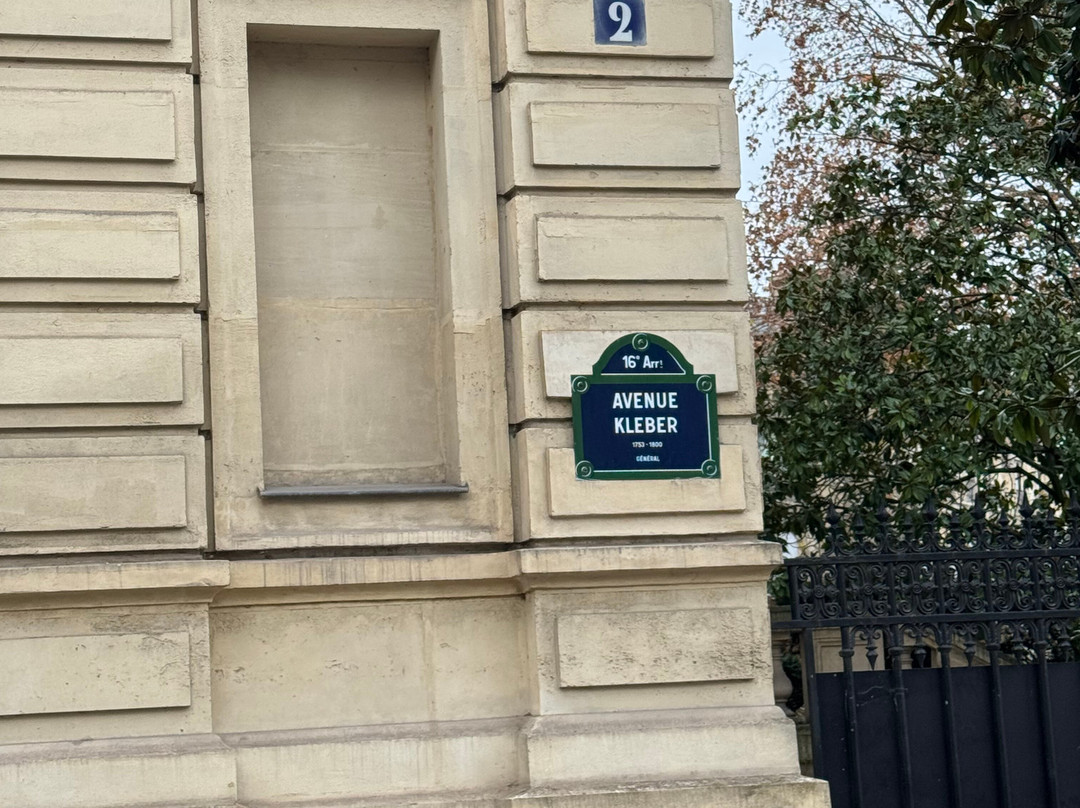 2
16e Arrt
AVENUE
KLEBER
1753 - 1800
GÉNÉRAL